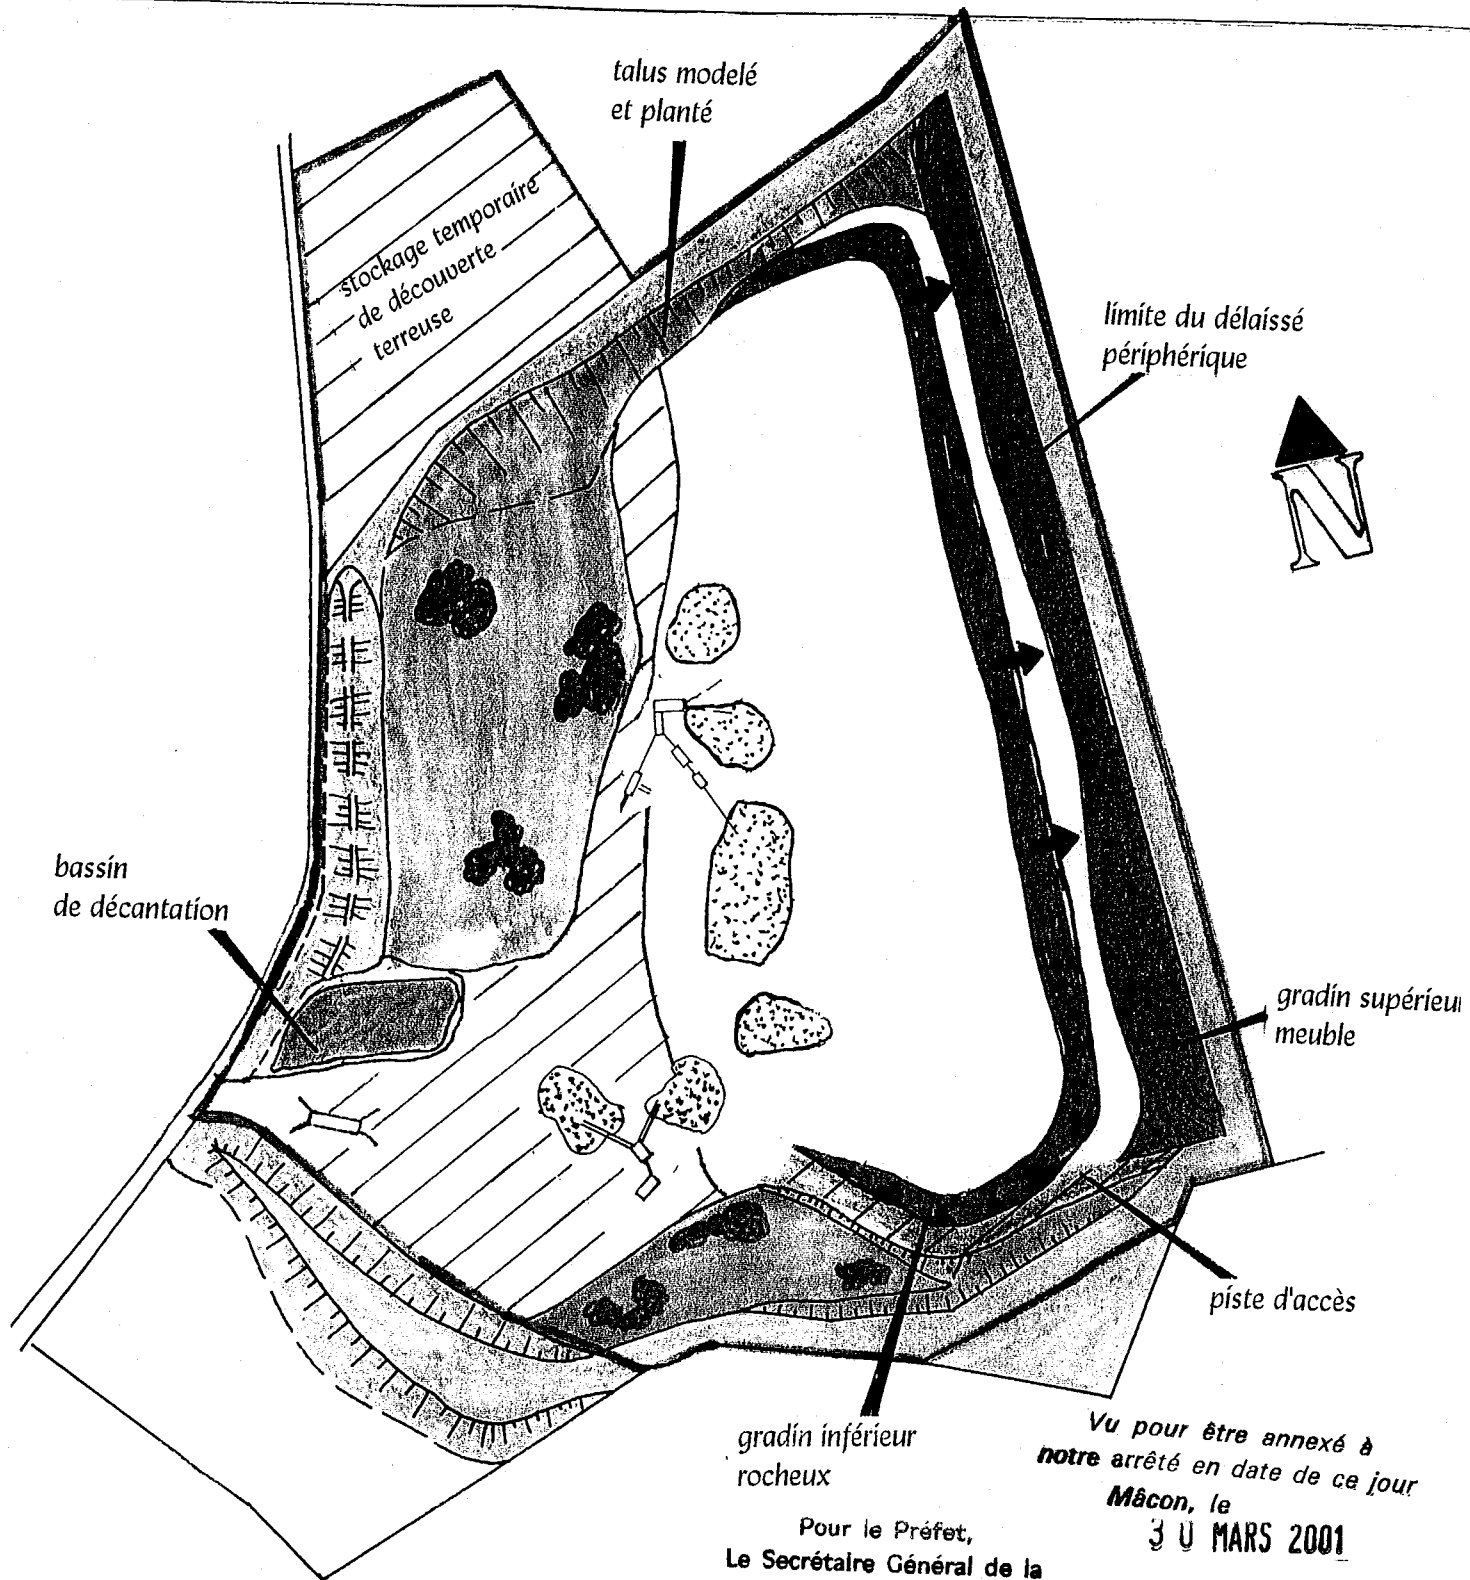 talus modelé
et planté
stockage temporaire
de découverte
terreuse
limite du délaissé
périphérique
N
bassin
de décantation
gradin supérieu
meuble
piste d'accès
gradin inférieur
rocheux
Vu pour être annexé à
notre arrêté en date de ce jour
Mâcon, le
30 MARS 2001
Pour le Préfet,
Le Secrétaire Général de la